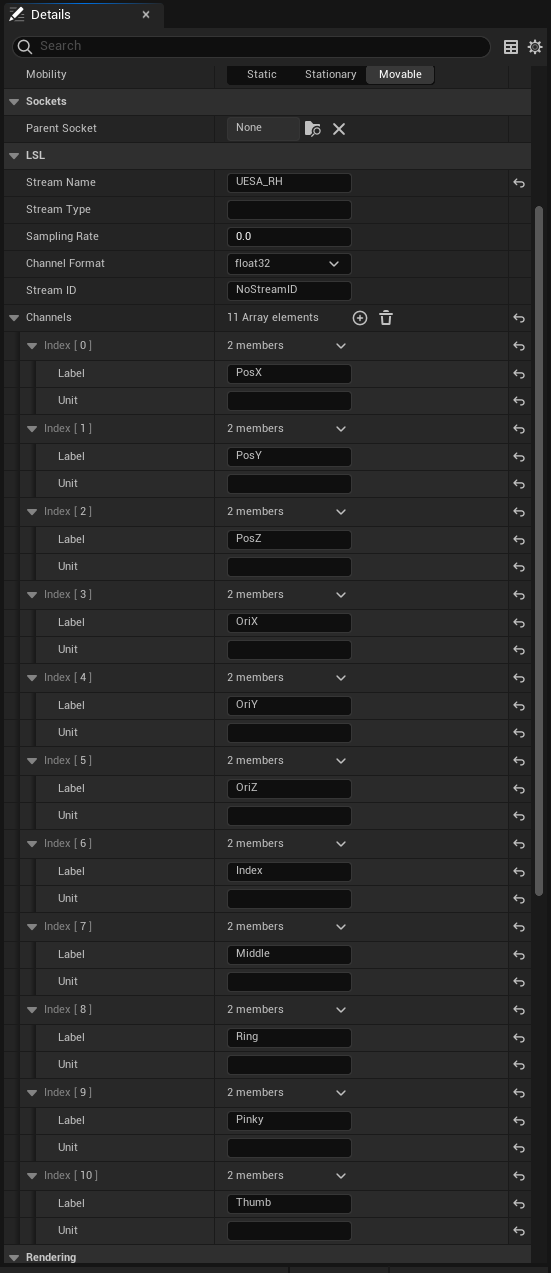 Details
Search
Mobility Static Stationary Movable
Sockets
Parent Socket None
LSL
Stream Name UESA_RH
Stream Type
Sampling Rate 0.0
Channel Format float32
Stream ID NoStreamID
Channels 11 Array elements
Index [ 0 ] 2 members
Label PosX
Unit
Index [ 1 ] 2 members
Label PosY
Unit
Index [ 2 ] 2 members
Label PosZ
Unit
Index [ 3 ] 2 members
Label OriX
Unit
Index [ 4 ] 2 members
Label OriY
Unit
Index [ 5 ] 2 members
Label OriZ
Unit
Index [ 6 ] 2 members
Label Index
Unit
Index [ 7 ] 2 members
Label Middle
Unit
Index [ 8 ] 2 members
Label Ring
Unit
Index [ 9 ] 2 members
Label Pinky
Unit
Index [ 10 ] 2 members
Label Thumb
Unit
Rendering